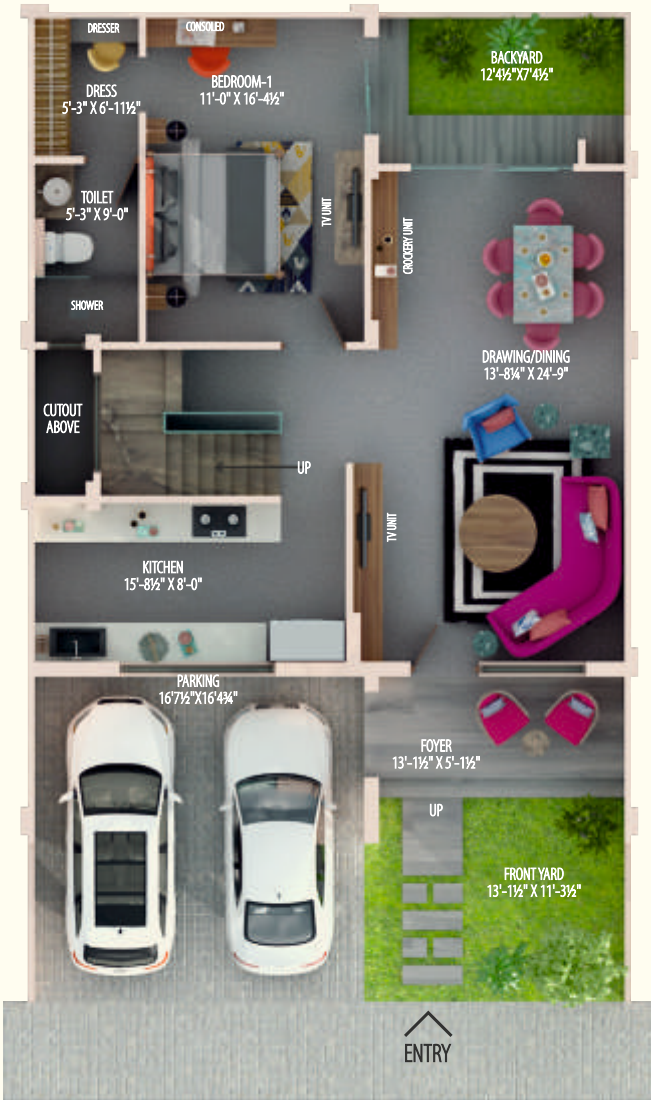 DRESSER
CONSOLED
BACKYARD
12'4½"X7'4½"
DRESS
5'-3" X 6'-11½"
BEDROOM-1
11'-0" X 16'-4½"
TOILET
5'-3" X 9'-0"
TV UNIT
CROCKERY UNIT
SHOWER
DRAWING/DINING
13'-8¼" X 24'-9"
CUTOUT
ABOVE
UP
TV UNIT
KITCHEN
15'-8½" X 8'-0"
PARKING
16'7½"X16'4¾"
FOYER
13'-1½" X 5'-1½"
UP
FRONT YARD
13'-1½" X 11'-3½"
ENTRY